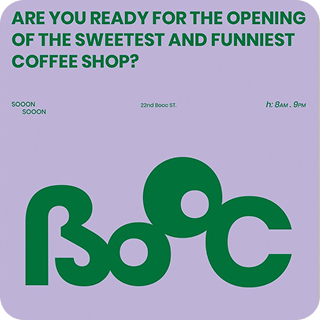 ARE YOU READY FOR THE OPENING
OF THE SWEETEST AND FUNNIEST
COFFEE SHOP?
SOOON
SOOON
22nd Booc ST.
h: 8AM . 9PM
BooC